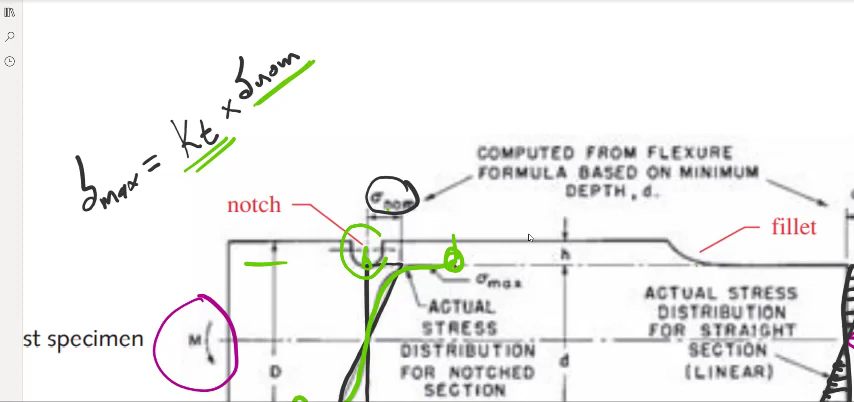 σmax = Kt × σnom
COMPUTED FROM FLEXURE
FORMULA BASED ON MINIMUM
DEPTH, d.
σnom
notch
fillet
h
σmax
ACTUAL
STRESS
DISTRIBUTION
FOR NOTCHED
SECTION
ACTUAL STRESS
DISTRIBUTION
FOR STRAIGHT
SECTION
(LINEAR)
st specimen
M
D
d